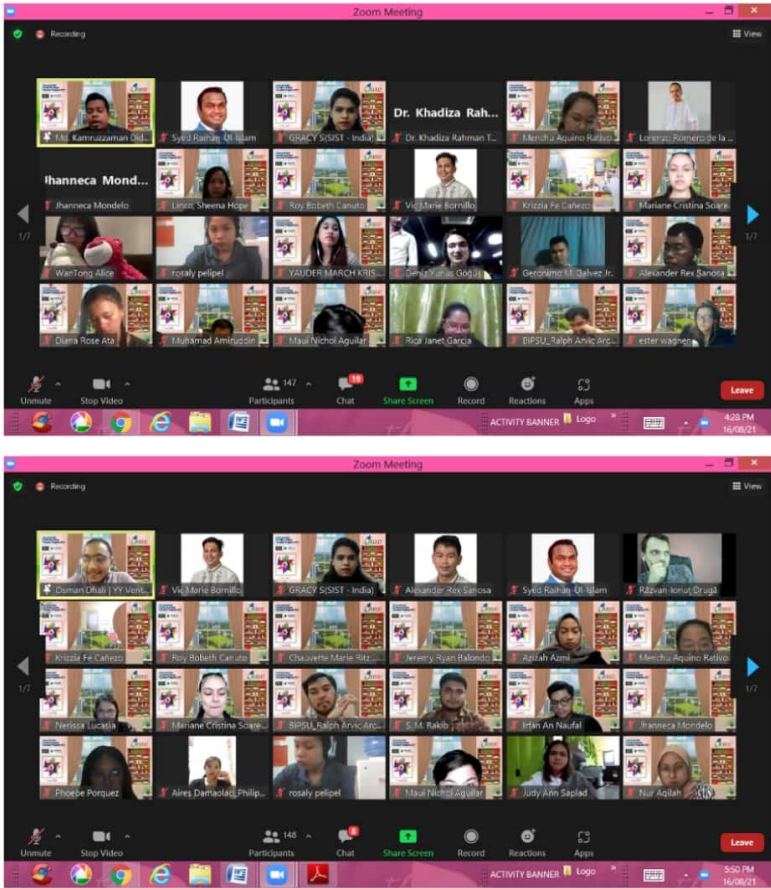 Zoom Meeting
Recording
View
Md. Kamruzzaman Did...
Syed Raihan-Ul-Islam
GRACY S(SIST - India)
Dr. Khadiza Rah...
Dr. Khadiza Rahman T...
Menchu Aquino Rativo
Lorenzo Romero de la ...
Jhanneca Mond...
Jhanneca Mondelo
Linco, Sheena Hope
Roy Bobeth Canuto
Vic Marie Bornillo
Krizzia Fe Cañezo
Mariane Cristina Soare...
1/7
1/7
WanTong Alice
rosaly pelipel
YAUDER MARCH KRIS...
Deniz Yunus Göğüş
Geronimo M. Galvez Jr.
Alexander Rex Sanosa
Diana Rose Ata
Muhamad Amiruddin
Maui Nichol Aguilar
Rica Janet Garcia
BIPSU_Ralph Arvic Arc...
ester wagner
Unmute
Stop Video
147
Participants
19
Chat
Share Screen
Record
Reactions
Apps
Leave
ACTIVITY BANNER
Logo
4:28 PM
16/08/21
Zoom Meeting
Recording
View
Osman Dhali | YY Vent...
Vic Marie Bornillo
GRACY S(SIST - India)
Alexander Rex Sanosa
Syed Raihan-Ul-Islam
Răzvan-Ionuț Drugă
Krizzia Fe Cañezo
Roy Bobeth Canuto
Chauvette Marie Ritz ...
Jeremy Ryan Balondo
Azizah Azmi
Menchu Aquino Rativo
1/7
1/7
Nerissa Lucasia
Mariane Cristina Soare...
BIPSU_Ralph Arvic Arc...
S. M. Rakib
Irfan An Naufal
Jhanneca Mondelo
Phoebe Porquez
Aires Damaolao_Philip...
rosaly pelipel
Maui Nichol Aguilar
Judy Ann Saplad
Nur Aqilah
Unmute
Stop Video
148
Participants
8
Chat
Share Screen
Record
Reactions
Apps
Leave
ACTIVITY BANNER
Logo
5:50 PM
16/08/21